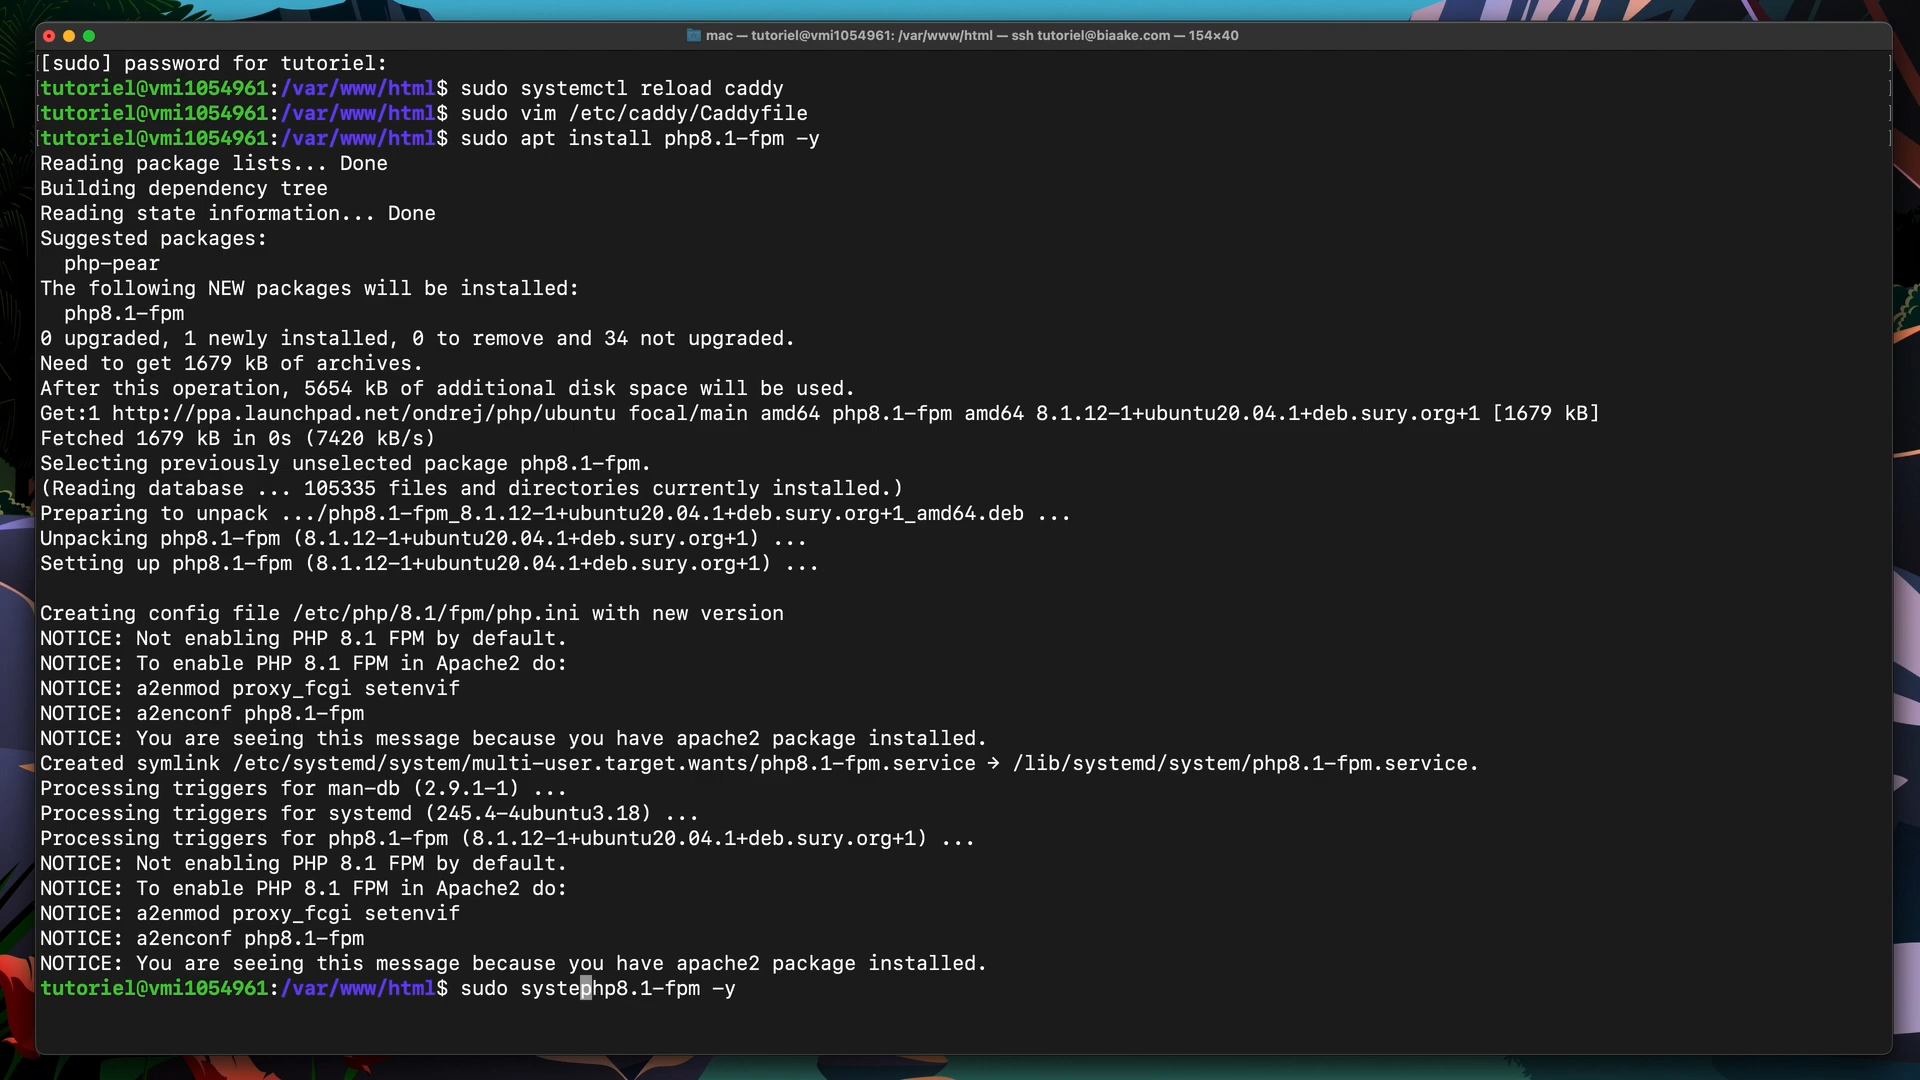 mac — tutoriel@vmi1054961: /var/www/html — ssh tutoriel@biaake.com — 154×40
[sudo] password for tutoriel:
tutoriel@vmi1054961:/var/www/html$ sudo systemctl reload caddy
tutoriel@vmi1054961:/var/www/html$ sudo vim /etc/caddy/Caddyfile
tutoriel@vmi1054961:/var/www/html$ sudo apt install php8.1-fpm -y
Reading package lists... Done
Building dependency tree
Reading state information... Done
Suggested packages:
  php-pear
The following NEW packages will be installed:
  php8.1-fpm
0 upgraded, 1 newly installed, 0 to remove and 34 not upgraded.
Need to get 1679 kB of archives.
After this operation, 5654 kB of additional disk space will be used.
Get:1 http://ppa.launchpad.net/ondrej/php/ubuntu focal/main amd64 php8.1-fpm amd64 8.1.12-1+ubuntu20.04.1+deb.sury.org+1 [1679 kB]
Fetched 1679 kB in 0s (7420 kB/s)
Selecting previously unselected package php8.1-fpm.
(Reading database ... 105335 files and directories currently installed.)
Preparing to unpack .../php8.1-fpm_8.1.12-1+ubuntu20.04.1+deb.sury.org+1_amd64.deb ...
Unpacking php8.1-fpm (8.1.12-1+ubuntu20.04.1+deb.sury.org+1) ...
Setting up php8.1-fpm (8.1.12-1+ubuntu20.04.1+deb.sury.org+1) ...

Creating config file /etc/php/8.1/fpm/php.ini with new version
NOTICE: Not enabling PHP 8.1 FPM by default.
NOTICE: To enable PHP 8.1 FPM in Apache2 do:
NOTICE: a2enmod proxy_fcgi setenvif
NOTICE: a2enconf php8.1-fpm
NOTICE: You are seeing this message because you have apache2 package installed.
Created symlink /etc/systemd/system/multi-user.target.wants/php8.1-fpm.service → /lib/systemd/system/php8.1-fpm.service.
Processing triggers for man-db (2.9.1-1) ...
Processing triggers for systemd (245.4-4ubuntu3.18) ...
Processing triggers for php8.1-fpm (8.1.12-1+ubuntu20.04.1+deb.sury.org+1) ...
NOTICE: Not enabling PHP 8.1 FPM by default.
NOTICE: To enable PHP 8.1 FPM in Apache2 do:
NOTICE: a2enmod proxy_fcgi setenvif
NOTICE: a2enconf php8.1-fpm
NOTICE: You are seeing this message because you have apache2 package installed.
tutoriel@vmi1054961:/var/www/html$ sudo systephp8.1-fpm -y